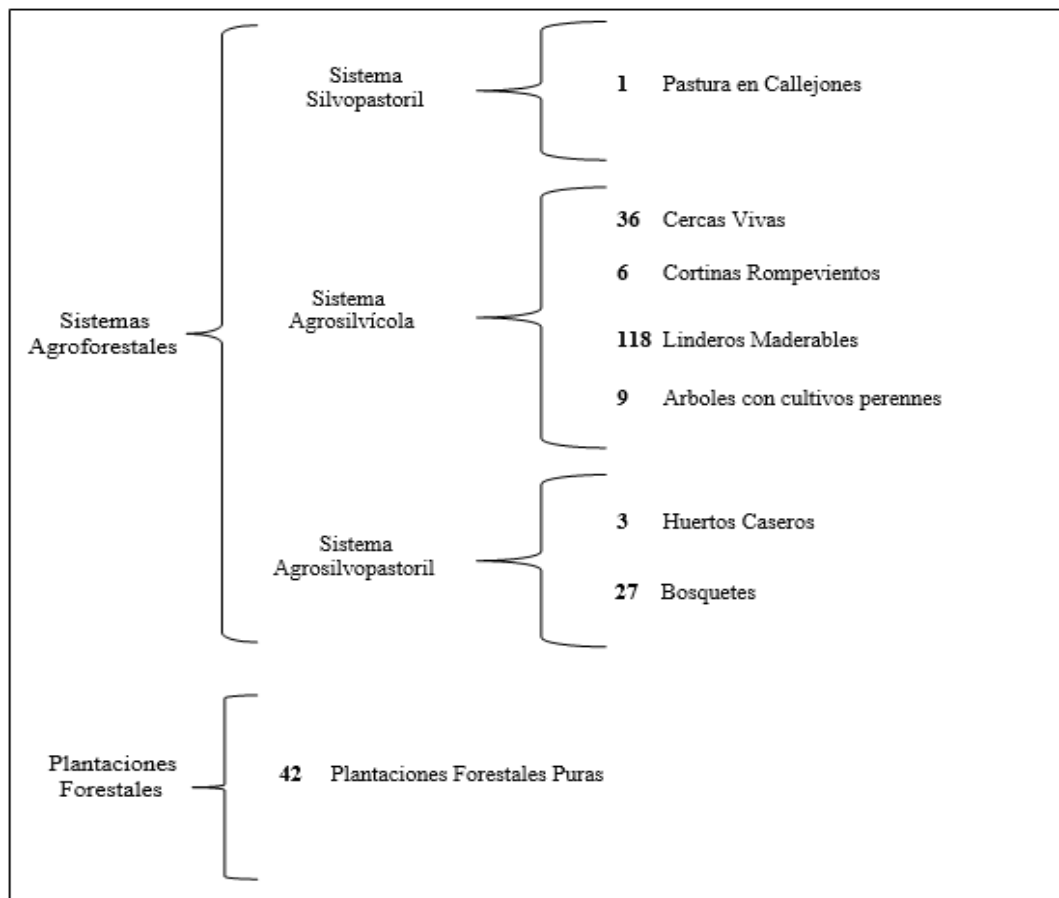 Sistemas
Agroforestales
Sistema
Silvopastoril
1 Pastura en Callejones
Sistema
Agrosilvícola
36 Cercas Vivas
6 Cortinas Rompevientos
118 Linderos Maderables
9 Arboles con cultivos perennes
Sistema
Agrosilvopastoril
3 Huertos Caseros
27 Bosquetes
Plantaciones
Forestales
42 Plantaciones Forestales Puras